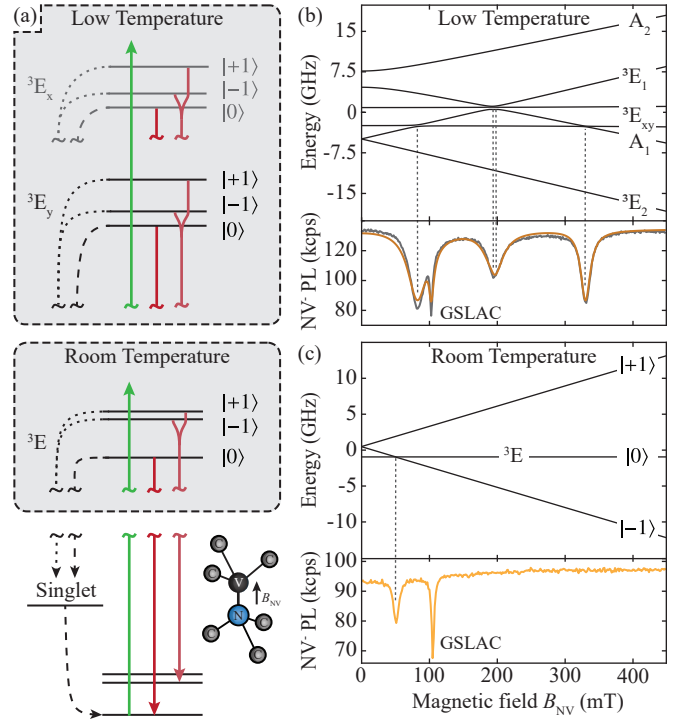 (a)
Low Temperature
³Eₓ
|+1⟩
|−1⟩
|0⟩
³Eᵧ
|+1⟩
|−1⟩
|0⟩
Room Temperature
³E
|+1⟩
|−1⟩
|0⟩
Singlet
C
C
C
V
B_NV
N
C
C
C
(b)
Low Temperature
Energy (GHz)
15
7.5
0
-7.5
-15
A₂
³E₁
³Eₓᵧ
A₁
³E₂
NV⁻ PL (kcps)
120
100
80
GSLAC
(c)
Room Temperature
Energy (GHz)
10
5
0
-5
-10
|+1⟩
³E
|0⟩
|−1⟩
NV⁻ PL (kcps)
100
90
80
70
GSLAC
0
100
200
300
400
Magnetic field B_NV (mT)